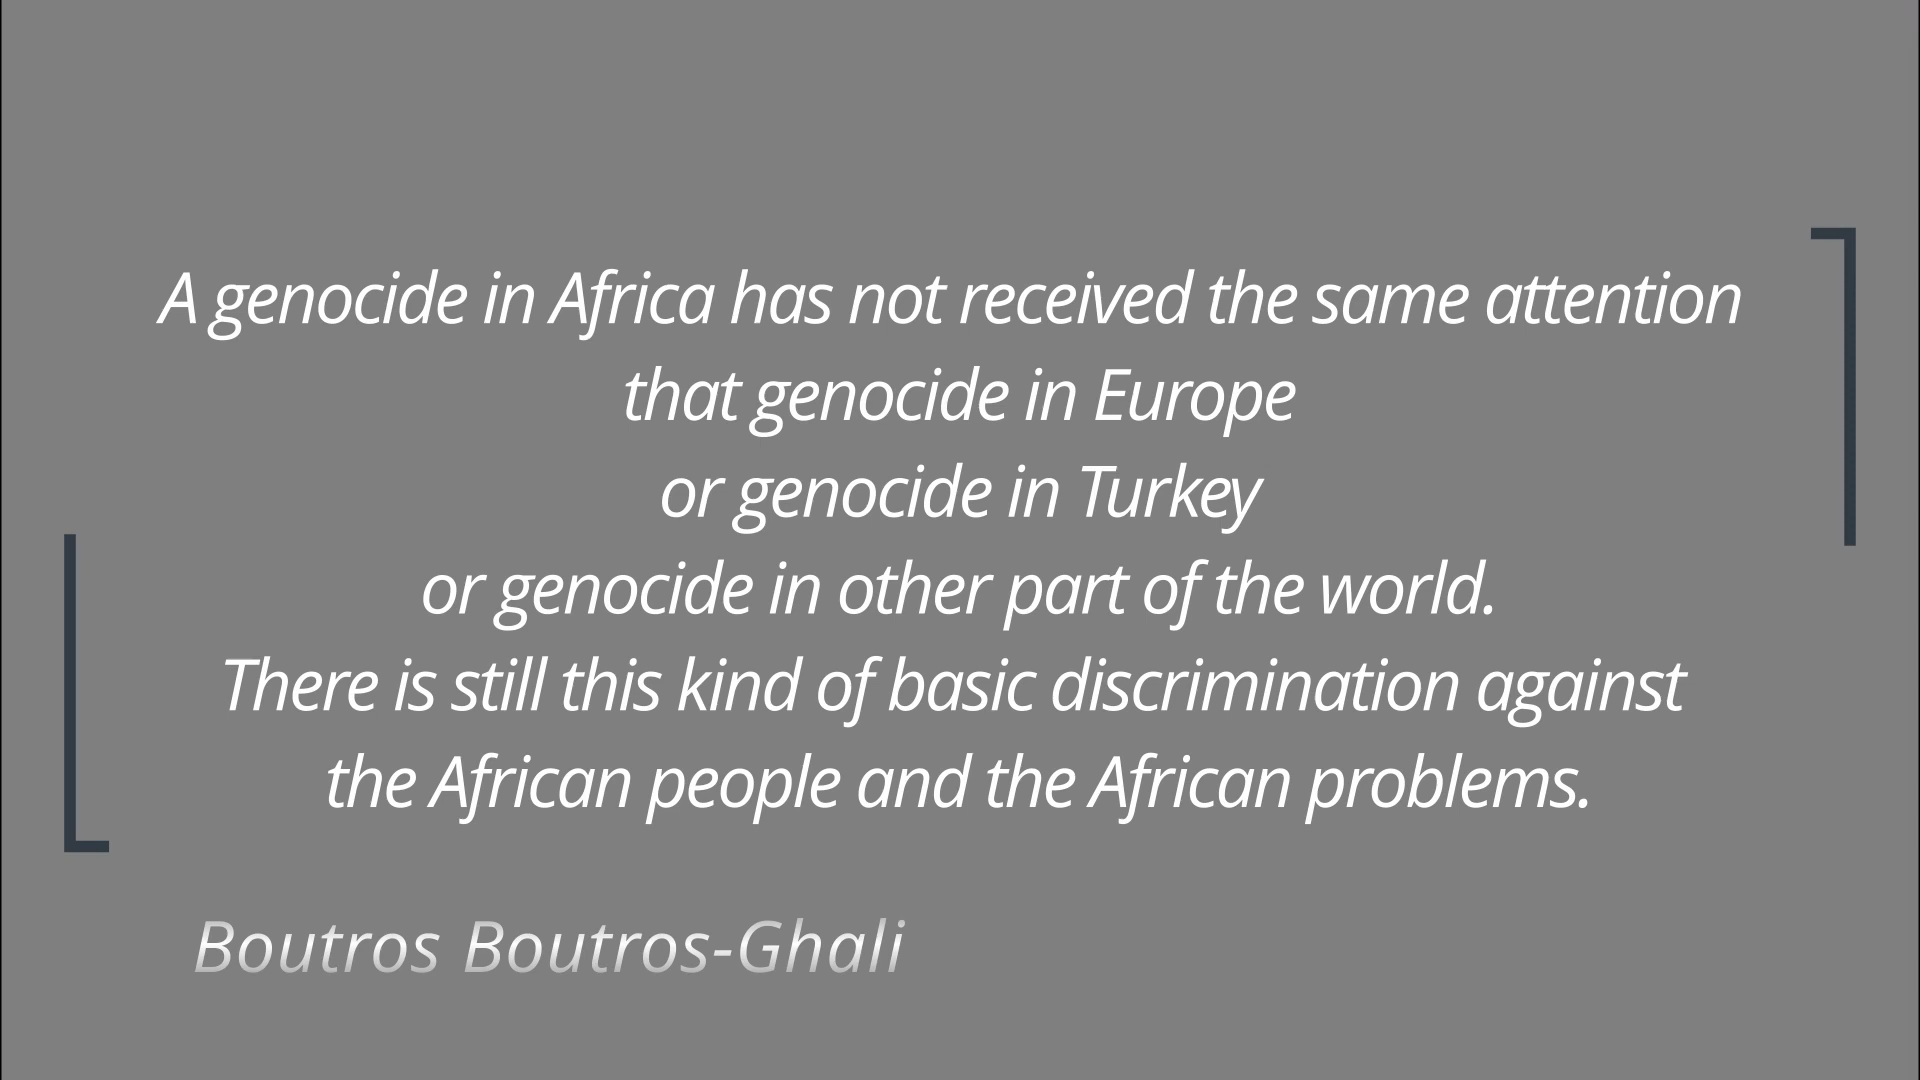 A genocide in Africa has not received the same attention
that genocide in Europe
or genocide in Turkey
or genocide in other part of the world.
There is still this kind of basic discrimination against
the African people and the African problems.
Boutros Boutros-Ghali